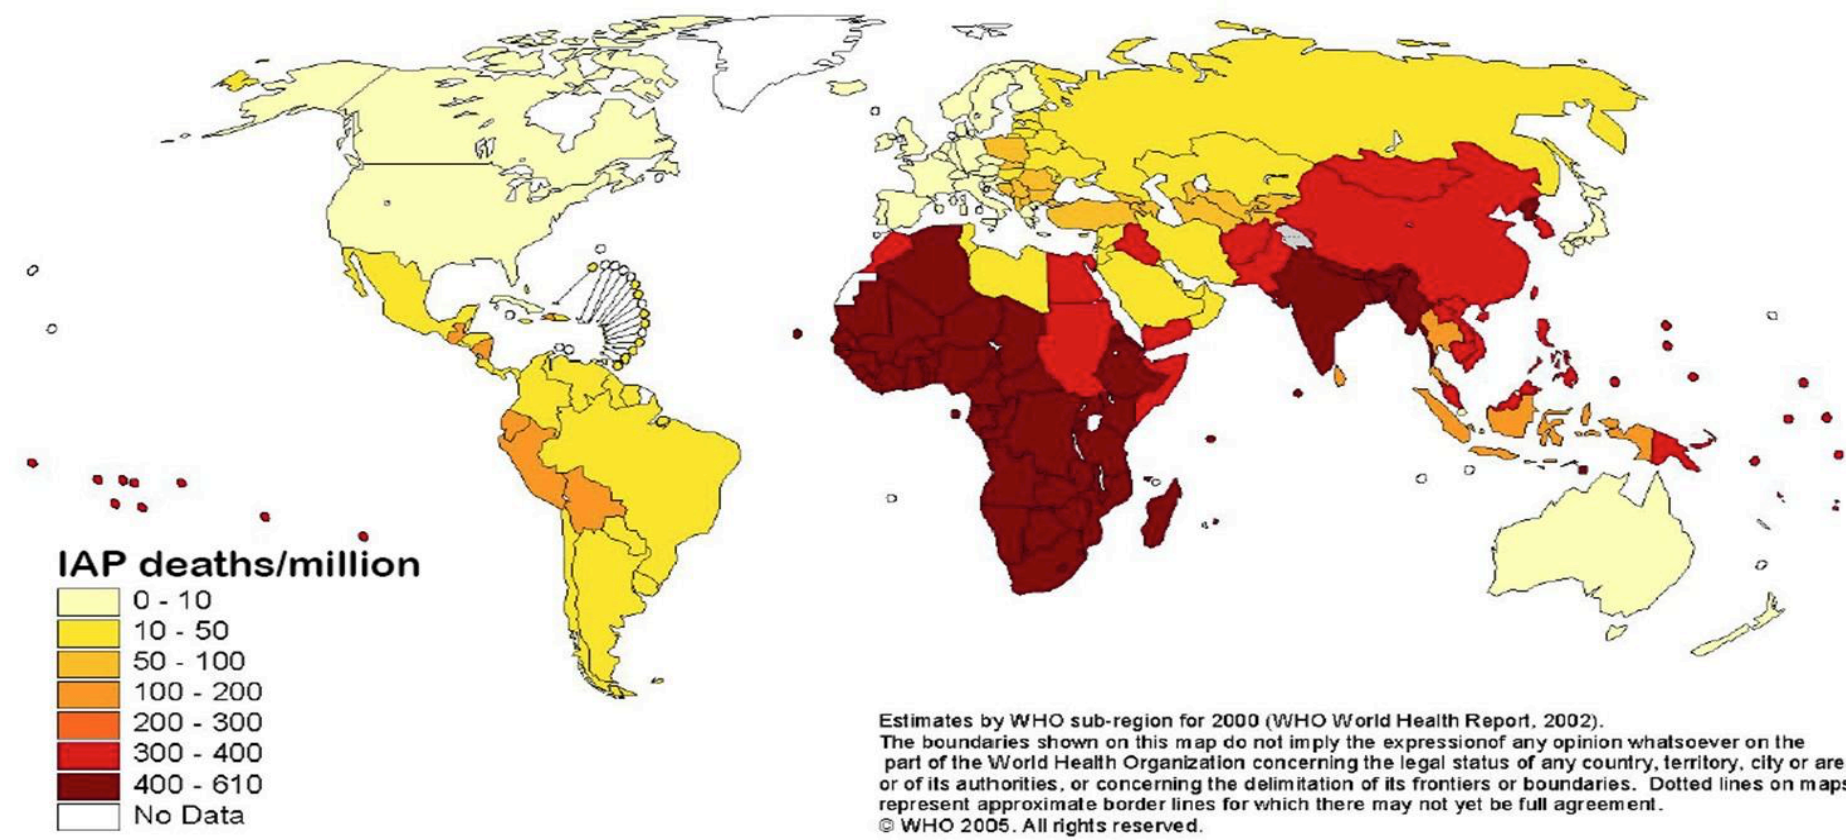 IAP deaths/million
0 - 10
10 - 50
50 - 100
100 - 200
200 - 300
300 - 400
400 - 610
No Data
Estimates by WHO sub-region for 2000 (WHO World Health Report, 2002).
The boundaries shown on this map do not imply the expressionof any opinion whatsoever on the
part of the World Health Organization concerning the legal status of any country, territory, city or are
or of its authorities, or concerning the delimitation of its frontiers or boundaries. Dotted lines on maps
represent approximate border lines for which there may not yet be full agreement.
© WHO 2005. All rights reserved.